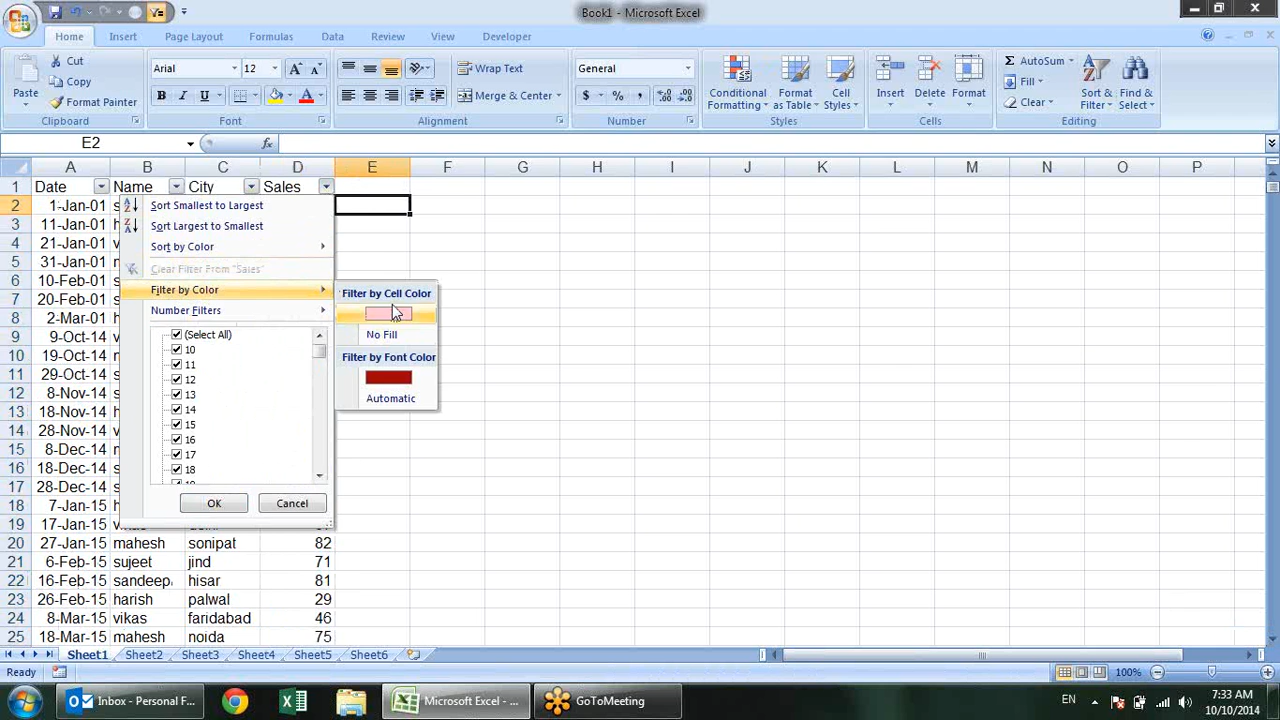 Book1 - Microsoft Excel
Home Insert Page Layout Formulas Data Review View Developer
Paste
Cut
Copy
Format Painter
Clipboard
Arial 12
B I U
Font
Wrap Text
Merge & Center
Alignment
General
$ % ,
Number
Conditional Formatting
Format as Table
Cell Styles
Styles
Insert Delete Format
Cells
AutoSum
Fill
Clear
Sort & Filter
Find & Select
Editing
E2 fx
A B C D E F G H I J K L M N O P
1 Date Name City Sales
2 1-Jan-01
3 11-Jan-01
4 21-Jan-01
5 31-Jan-01
6 10-Feb-01
7 20-Feb-01
8 2-Mar-01
9 9-Oct-14
10 19-Oct-14
11 29-Oct-14
12 8-Nov-14
13 18-Nov-14
14 28-Nov-14
15 8-Dec-14
16 18-Dec-14
17 28-Dec-14
18 7-Jan-15
19 17-Jan-15
20 27-Jan-15 mahesh sonipat 82
21 6-Feb-15 sujeet jind 71
22 16-Feb-15 sandeep hisar 81
23 26-Feb-15 harish palwal 29
24 8-Mar-15 vikas faridabad 46
25 18-Mar-15 mahesh noida 75
Sort Smallest to Largest
Sort Largest to Smallest
Sort by Color
Clear Filter From "Sales"
Filter by Color
Number Filters
(Select All)
10
11
12
13
14
15
16
17
18
OK Cancel
Filter by Cell Color
No Fill
Filter by Font Color
Automatic
Sheet1 Sheet2 Sheet3 Sheet4 Sheet5 Sheet6
Ready 100%
Inbox - Personal F...
Microsoft Excel - ...
GoToMeeting
EN
7:33 AM
10/10/2014